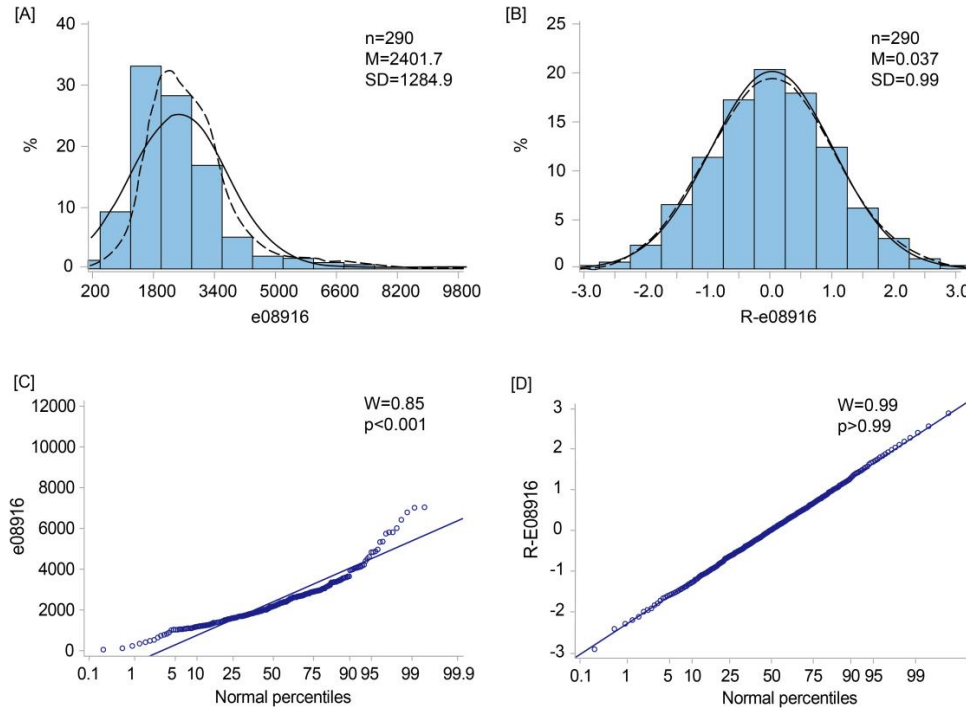 [A]
n=290
M=2401.7
SD=1284.9
%
40
30
20
10
0
200 1800 3400 5000 6600 8200 9800
e08916
[B]
n=290
M=0.037
SD=0.99
%
25
20
15
10
5
0
-3.0 -2.0 -1.0 0.0 1.0 2.0 3.0
R-e08916
[C]
W=0.85
p<0.001
e08916
12000
10000
8000
6000
4000
2000
0
0.1 1 5 10 25 50 75 90 95 99 99.9
Normal percentiles
[D]
W=0.99
p>0.99
R-E08916
3
2
1
0
-1
-2
-3
0.1 1 5 10 25 50 75 90 95 99
Normal percentiles